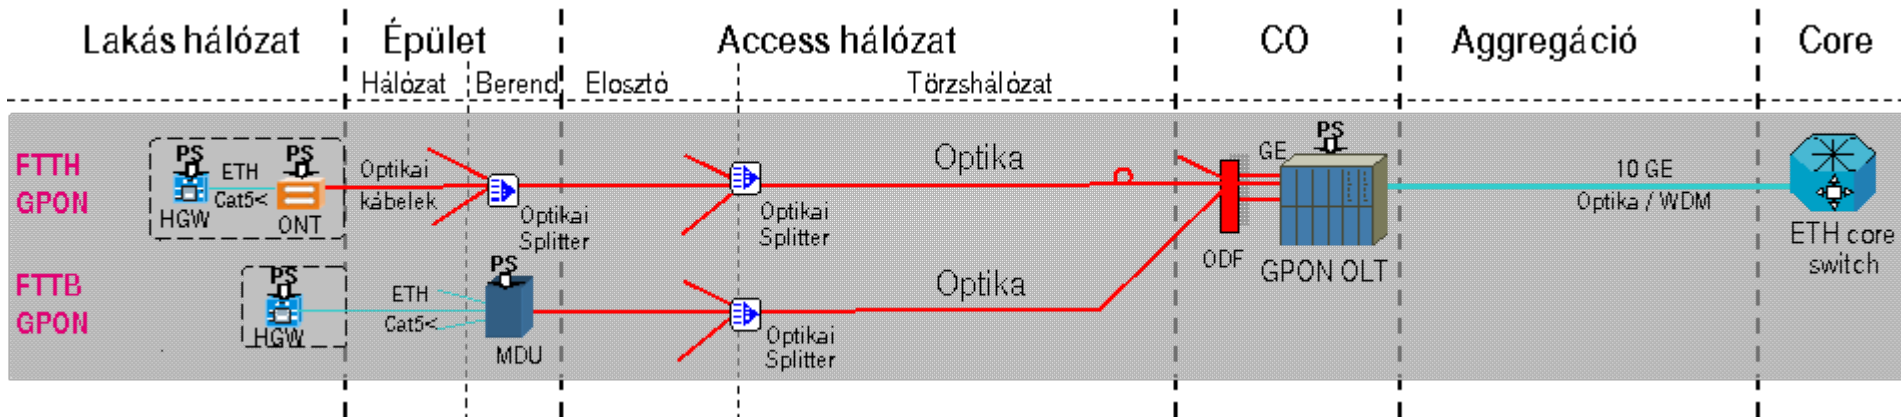 Lakás hálózat Épület Access hálózat CO Aggregáció Core
Hálózat Berend Elosztó Törzshálózat
FTTH
GPON
PS
ETH
Cat5<
HGW
PS
ONT
Optikai
kábelek
Optikai
Splitter
Optikai
Splitter
Optika
GE
PS
ODF
GPON OLT
10 GE
Optika / WDM
ETH core
switch
FTTB
GPON
PS
HGW
ETH
Cat5<
PS
MDU
Optikai
Splitter
Optika